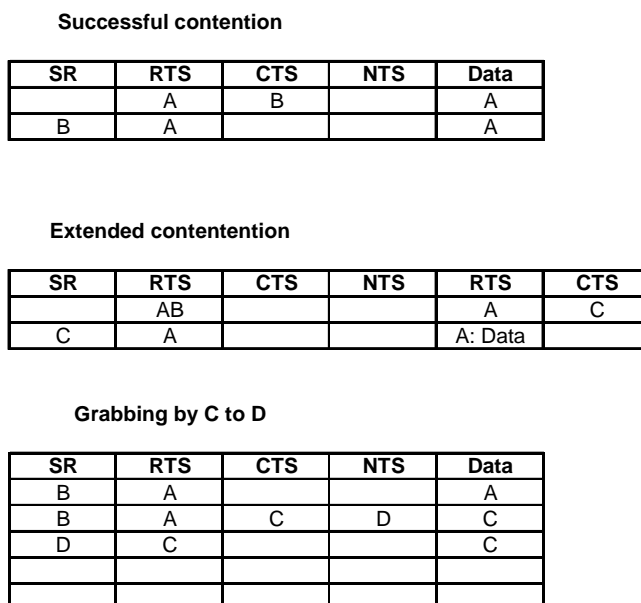 Successful contention
SR RTS CTS NTS Data
A B A
B A A
Extended contentention
SR RTS CTS NTS RTS CTS
AB A C
C A A: Data
Grabbing by C to D
SR RTS CTS NTS Data
B A A
B A C D C
D C C